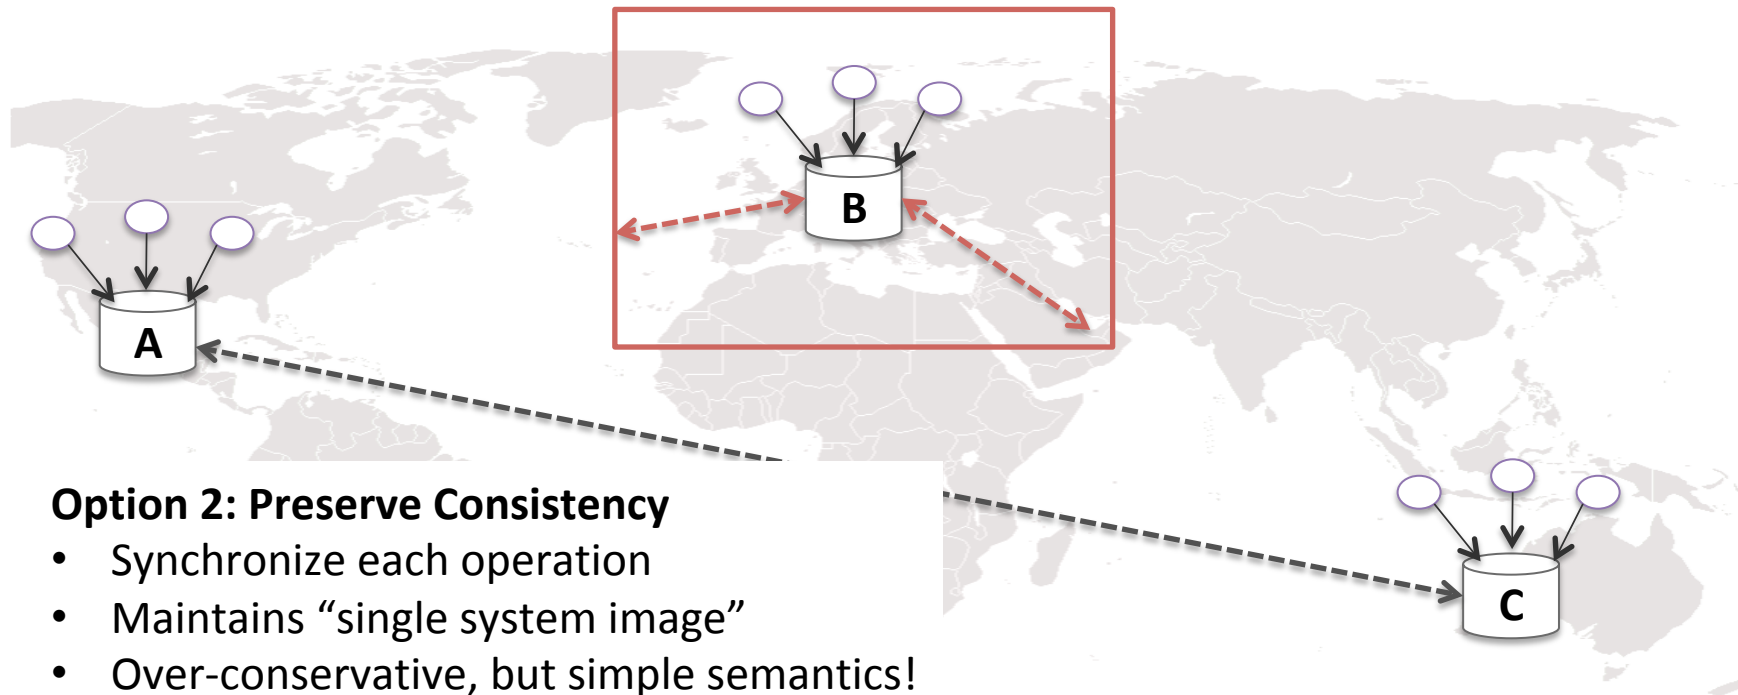 B
A
C
Option 2: Preserve Consistency
• Synchronize each operation
• Maintains “single system image”
• Over-conservative, but simple semantics!